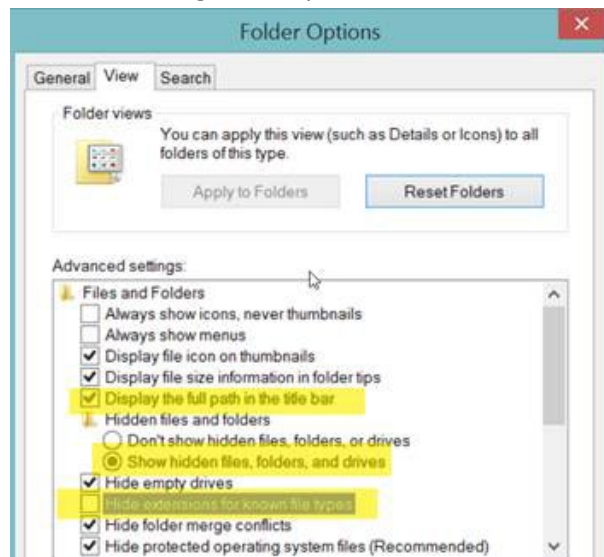 Folder Options
General View Search
Folder views
You can apply this view (such as Details or Icons) to all
folders of this type.
Apply to Folders Reset Folders
Advanced settings:
Files and Folders
Always show icons, never thumbnails
Always show menus
Display file icon on thumbnails
Display file size information in folder tips
Display the full path in the title bar
Hidden files and folders
Don't show hidden files, folders, or drives
Show hidden files, folders, and drives
Hide empty drives
Hide extensions for known file types
Hide folder merge conflicts
Hide protected operating system files (Recommended)